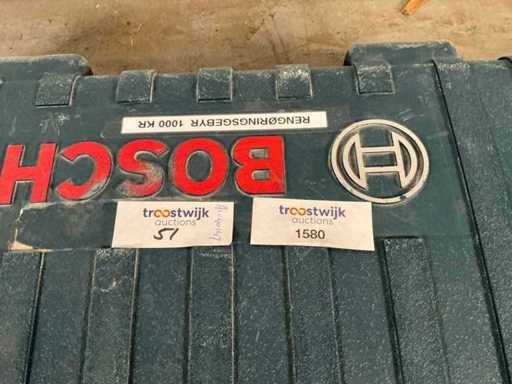 RENGØRINGSGEBYR 1000 KR
BOSCH
troostwijk
auctions
51
troostwijk
auctions
1580